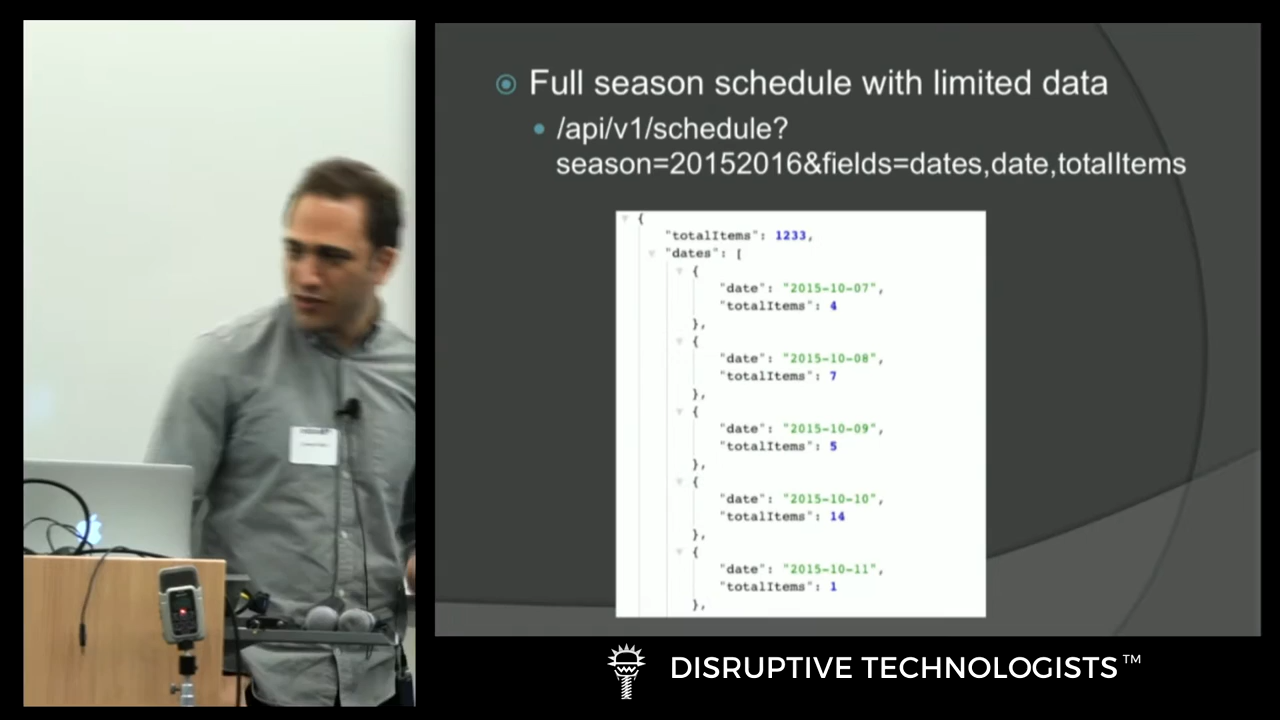 Full season schedule with limited data
/api/v1/schedule?
season=20152016&fields=dates,date,totalItems
{
"totalItems": 1233,
"dates": [
{
"date": "2015-10-07",
"totalItems": 4
},
{
"date": "2015-10-08",
"totalItems": 7
},
{
"date": "2015-10-09",
"totalItems": 5
},
{
"date": "2015-10-10",
"totalItems": 14
},
{
"date": "2015-10-11",
"totalItems": 1
},
DISRUPTIVE TECHNOLOGISTS™